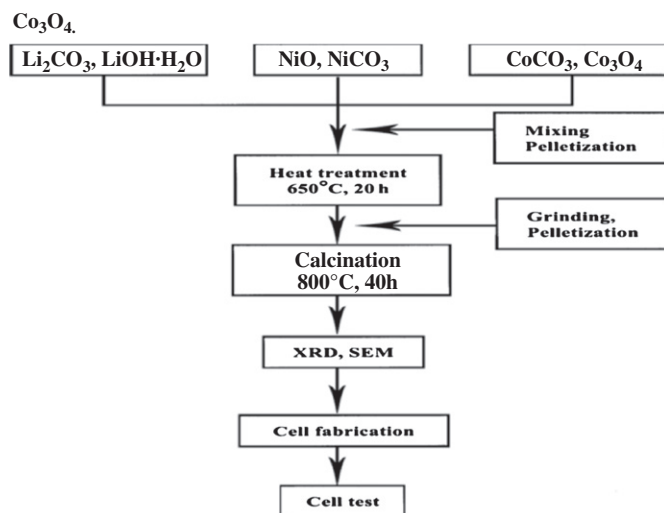 Co₃O₄.
Li₂CO₃, LiOH·H₂O
NiO, NiCO₃
CoCO₃, Co₃O₄
Mixing
Pelletization
Heat treatment
650°C, 20 h
Grinding,
Pelletization
Calcination
800°C, 40h
XRD, SEM
Cell fabrication
Cell test